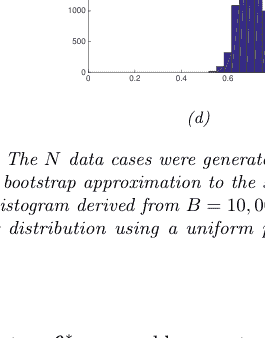 1000
500
0
0 0.2 0.4 0.6
(d)
The N data cases were generate
bootstrap approximation to the
istogram derived from B = 10, 00
distribution using a uniform p